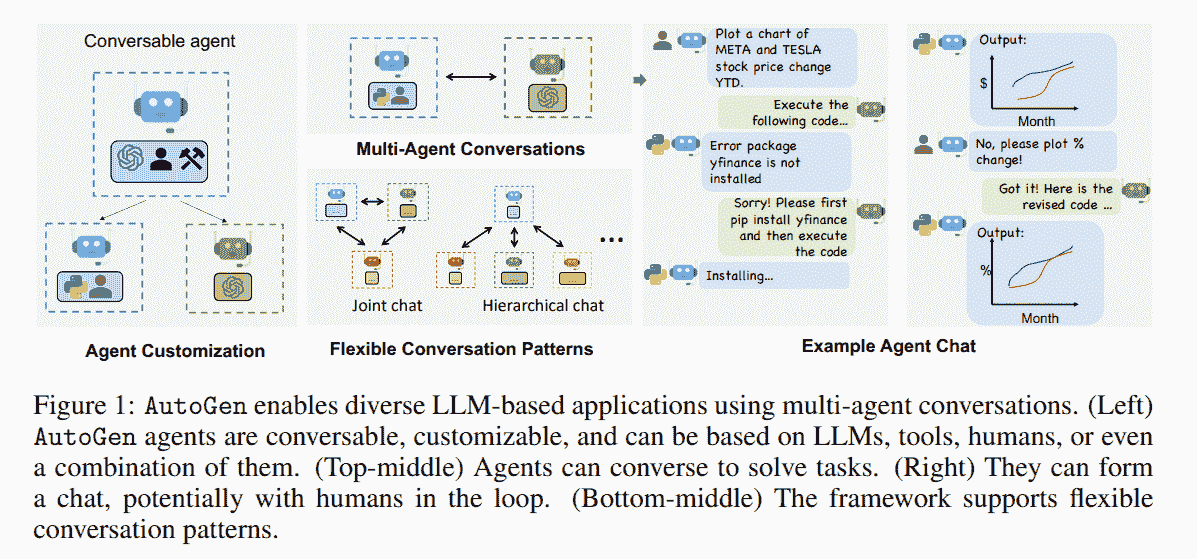 Conversable agent
Agent Customization
Multi-Agent Conversations
Joint chat
Hierarchical chat
...
Flexible Conversation Patterns
Plot a chart of
META and TESLA
stock price change
YTD.
Execute the
following code…
Error package
yfinance is not
installed
Sorry! Please first
pip install yfinance
and then execute
the code
Installing…
Output:
$
Month
No, please plot %
change!
Got it! Here is the
revised code …
Output:
%
Month
Example Agent Chat
Figure 1: AutoGen enables diverse LLM-based applications using multi-agent conversations. (Left)
AutoGen agents are conversable, customizable, and can be based on LLMs, tools, humans, or even
a combination of them. (Top-middle) Agents can converse to solve tasks. (Right) They can form
a chat, potentially with humans in the loop. (Bottom-middle) The framework supports flexible
conversation patterns.